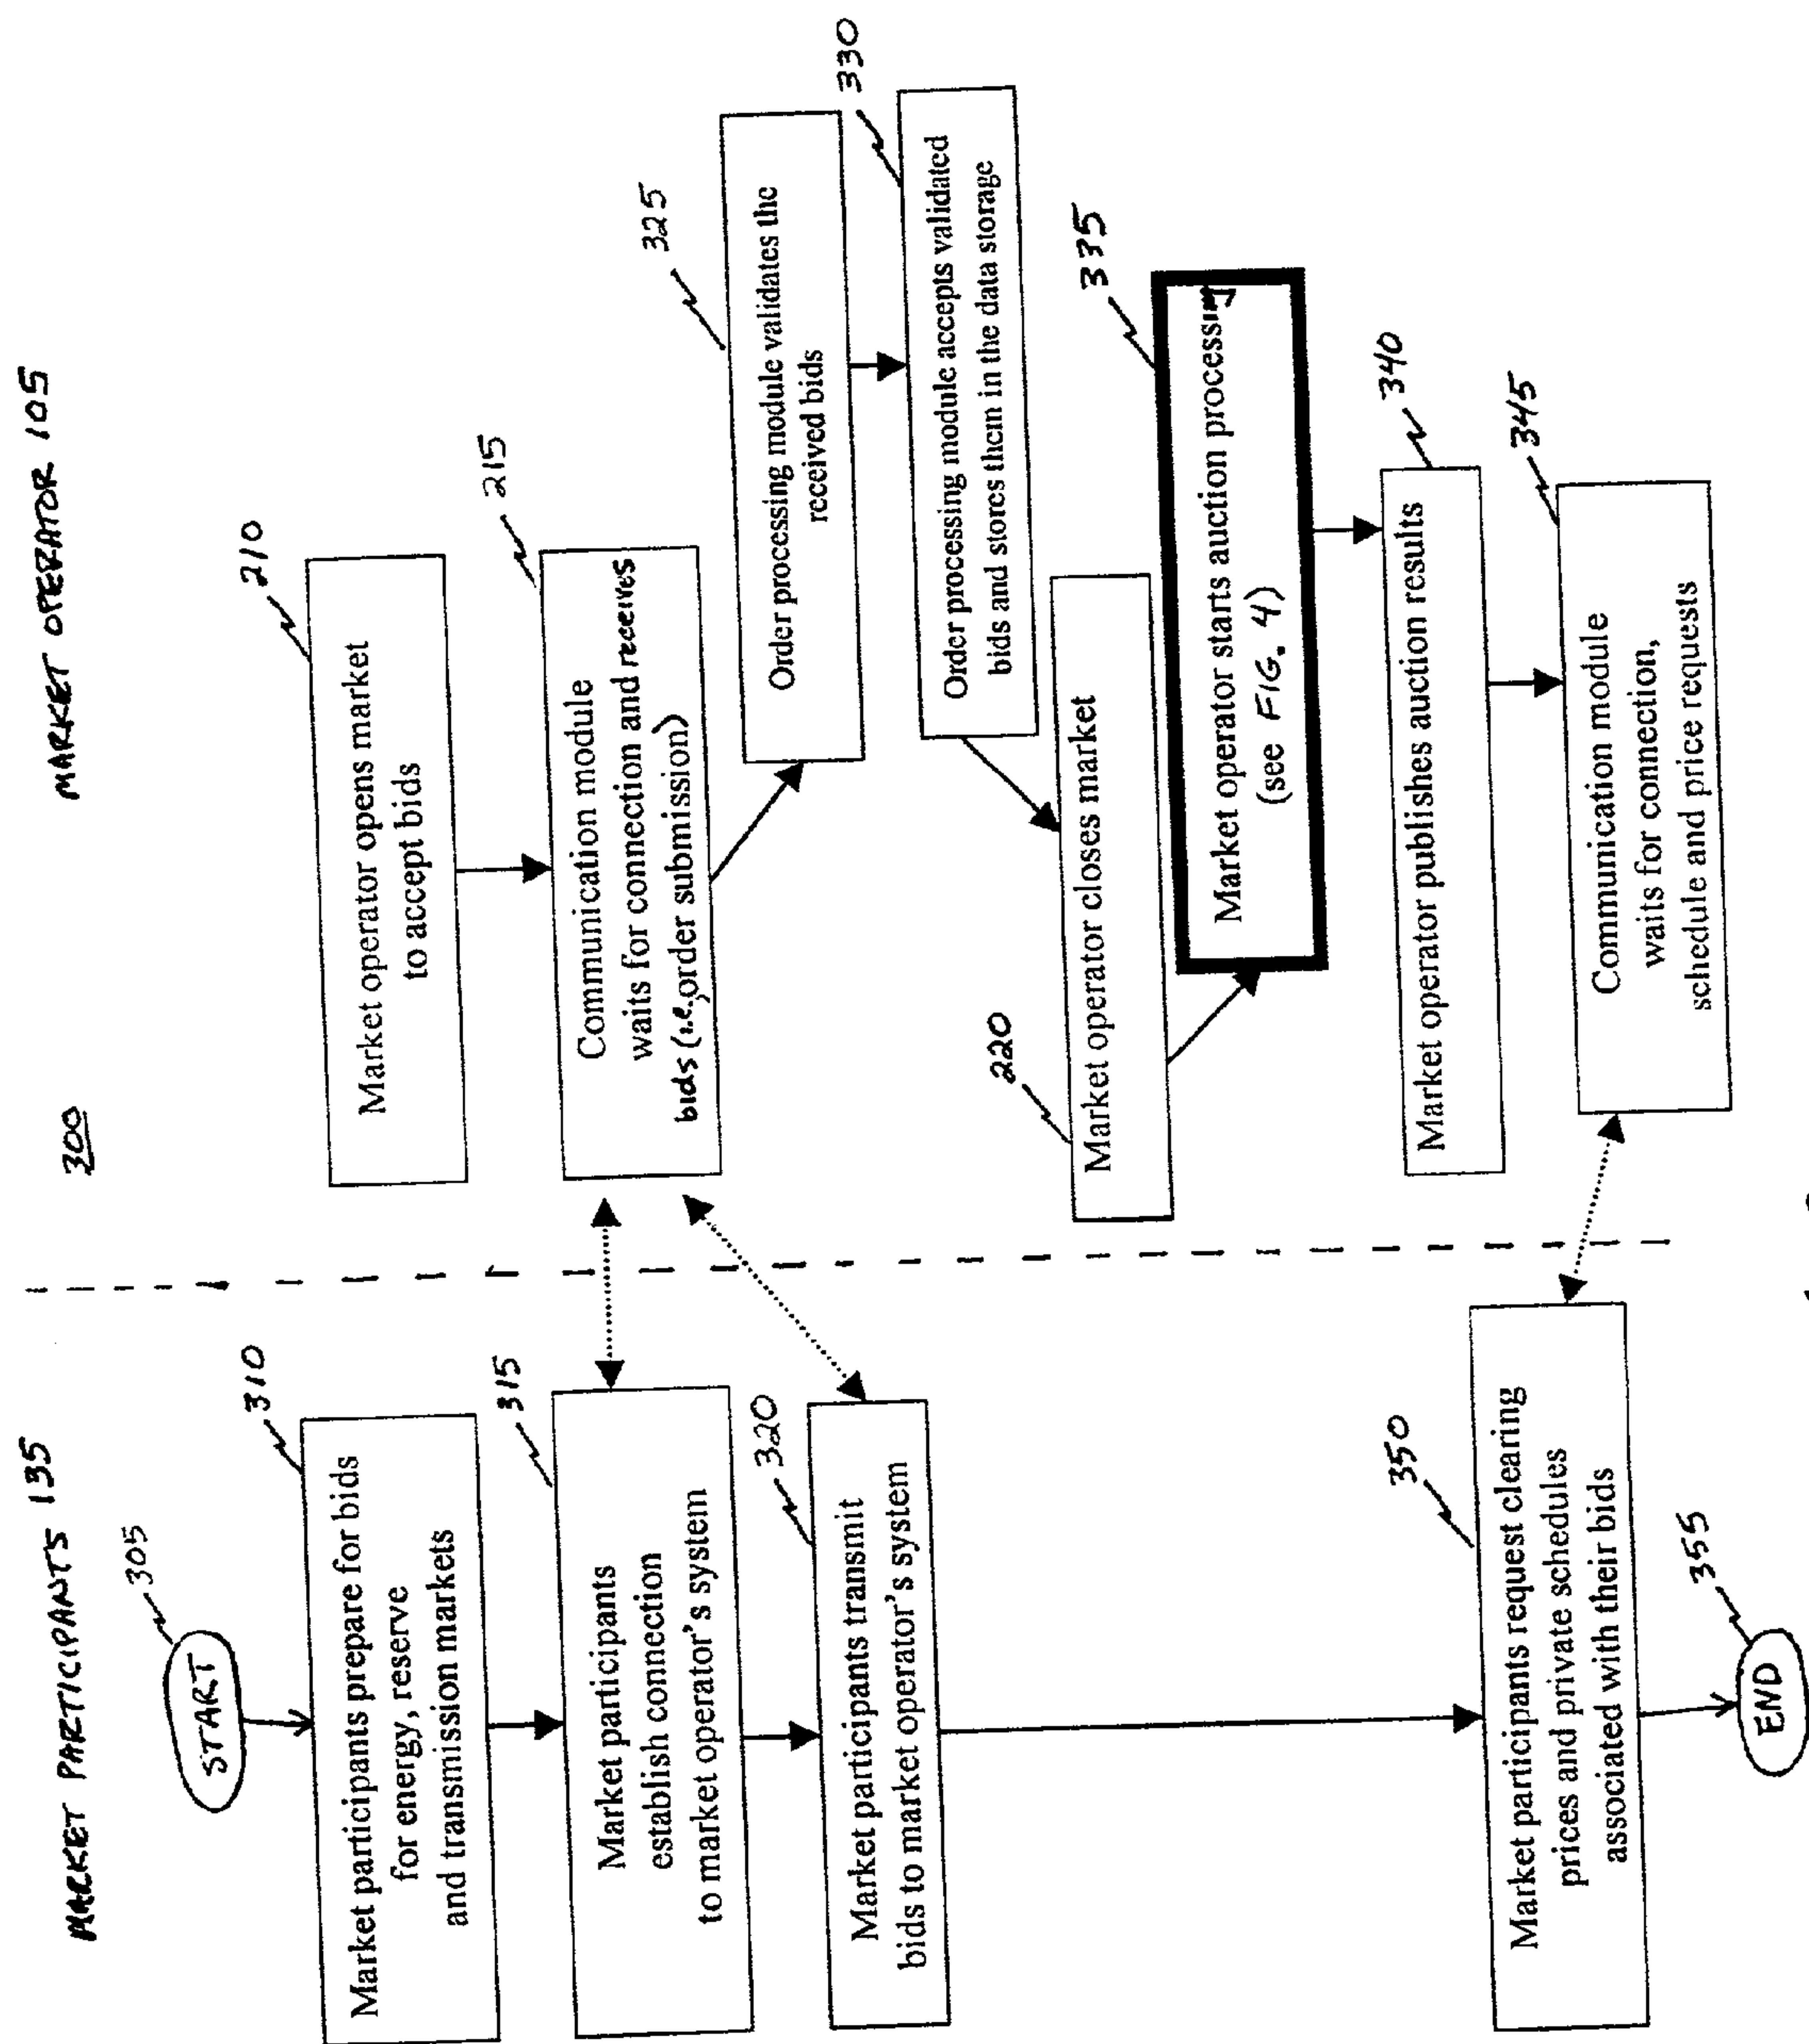 MARKET PARTICIPANTS 135
300
MARKET OPERATOR 105
START
305
310
Market participants prepare for bids
for energy, reserve
and transmission markets
315
Market participants
establish connection
to market operator's system
320
Market participants transmit
bids to market operator's system
350
Market participants request clearing
prices and private schedules
associated with their bids
355
END
210
Market operator opens market
to accept bids
215
Communication module
waits for connection and receives
bids (i.e. order submission)
325
Order processing module validates the
received bids
330
Order processing module accepts validated
bids and stores them in the data storage
220
Market operator closes market
335
Market operator starts auction processing
(see FIG. 4)
340
Market operator publishes auction results
345
Communication module
waits for connection,
schedule and price requests